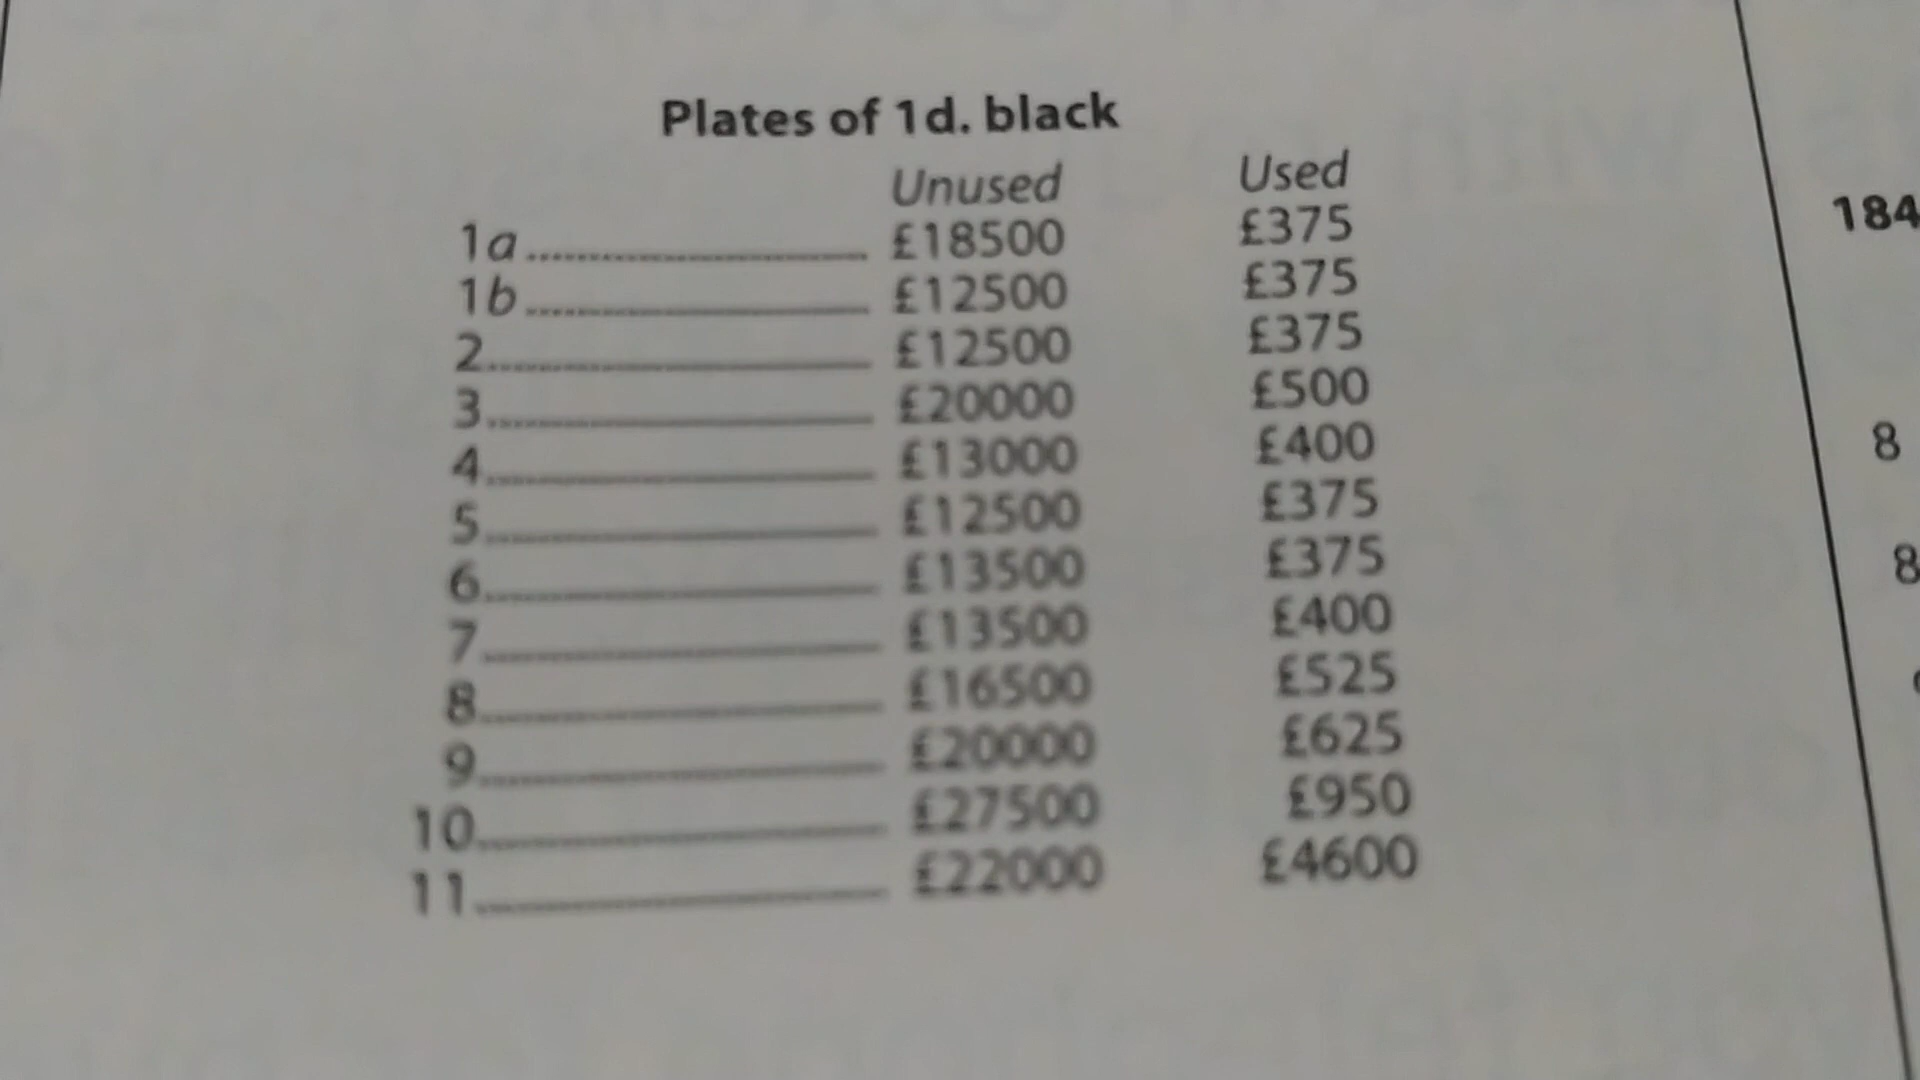 Plates of 1d. black
Unused Used
1a £18500 £375
1b £12500 £375
2 £12500 £375
3 £20000 £500
4 £13000 £400
5 £12500 £375
6 £13500 £375
7 £13500 £400
8 £16500 £525
9 £20000 £625
10 £27500 £950
11 £22000 £4600
184
8
8